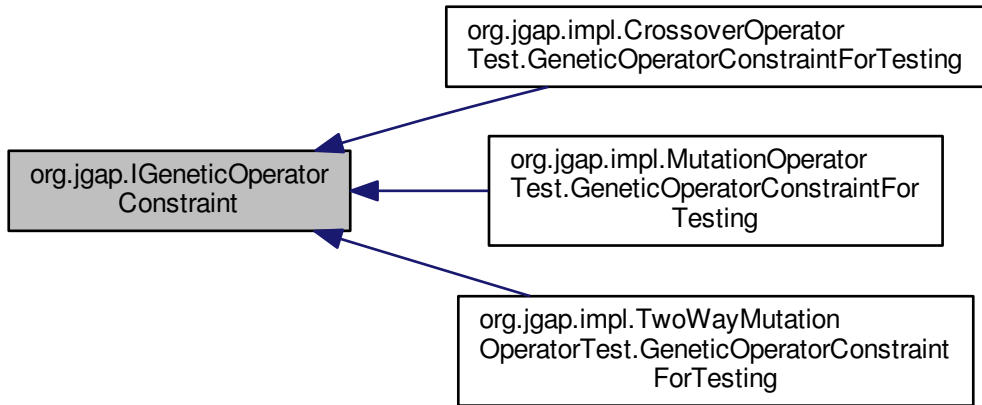 org.jgap.impl.CrossoverOperator
Test.GeneticOperatorConstraintForTesting
org.jgap.IGeneticOperator
Constraint
org.jgap.impl.MutationOperator
Test.GeneticOperatorConstraintFor
Testing
org.jgap.impl.TwoWayMutation
OperatorTest.GeneticOperatorConstraint
ForTesting